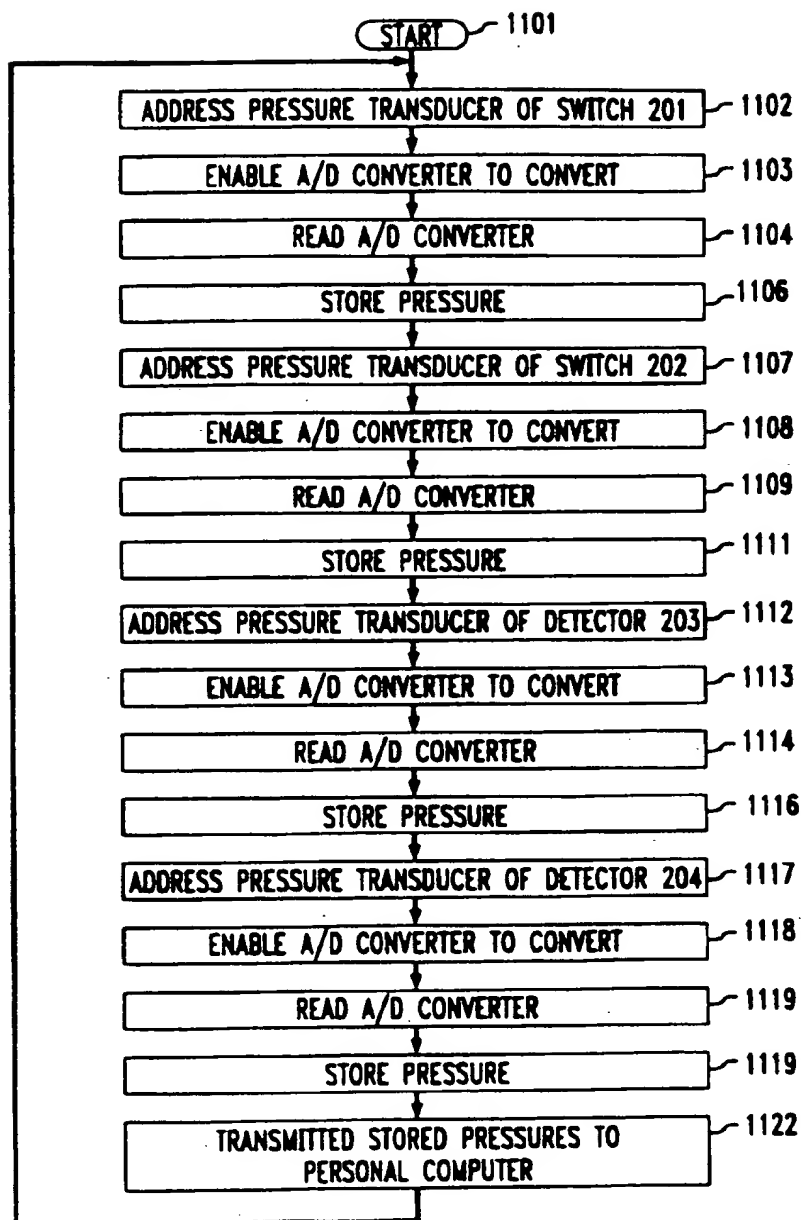 START 1101
ADDRESS PRESSURE TRANSDUCER OF SWITCH 201 1102
ENABLE A/D CONVERTER TO CONVERT 1103
READ A/D CONVERTER 1104
STORE PRESSURE 1106
ADDRESS PRESSURE TRANSDUCER OF SWITCH 202 1107
ENABLE A/D CONVERTER TO CONVERT 1108
READ A/D CONVERTER 1109
STORE PRESSURE 1111
ADDRESS PRESSURE TRANSDUCER OF DETECTOR 203 1112
ENABLE A/D CONVERTER TO CONVERT 1113
READ A/D CONVERTER 1114
STORE PRESSURE 1116
ADDRESS PRESSURE TRANSDUCER OF DETECTOR 204 1117
ENABLE A/D CONVERTER TO CONVERT 1118
READ A/D CONVERTER 1119
STORE PRESSURE 1119
TRANSMITTED STORED PRESSURES TO 1122
PERSONAL COMPUTER